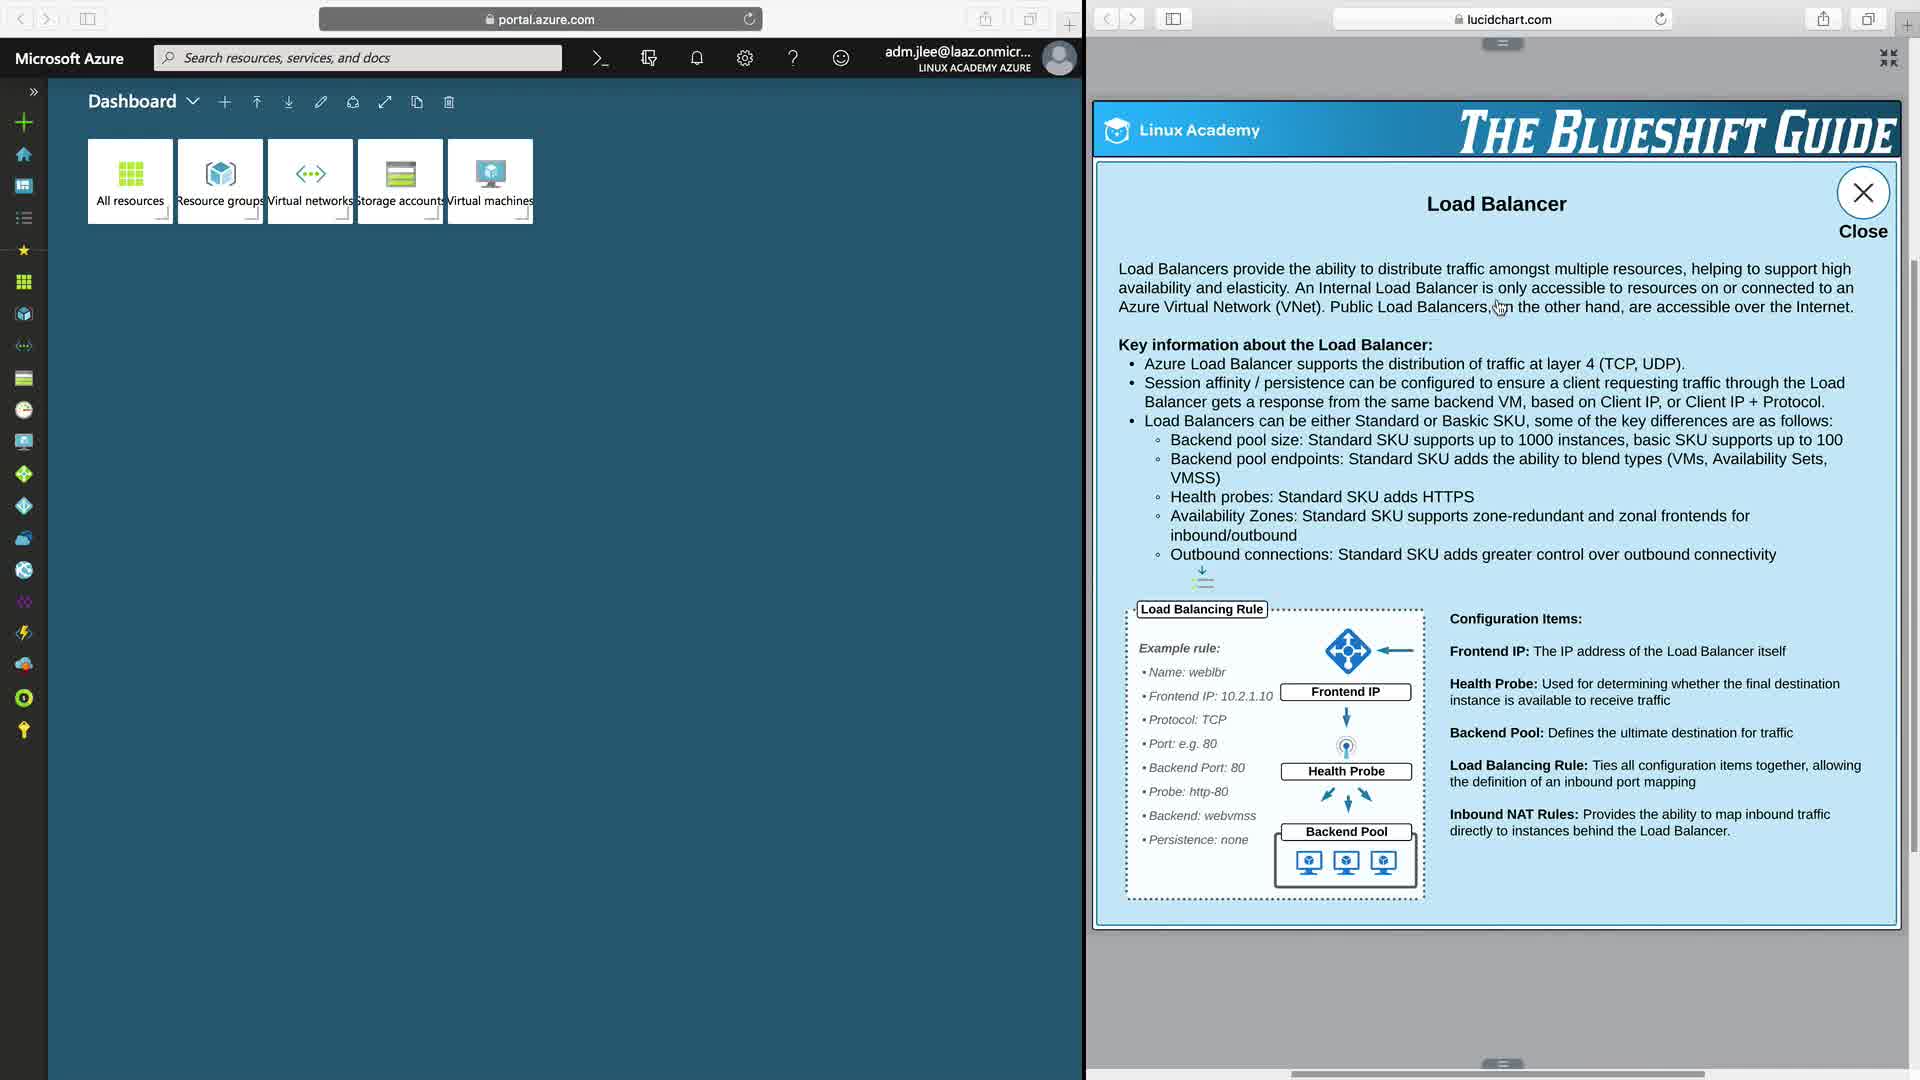 portal.azure.com
lucidchart.com
Microsoft Azure
Search resources, services, and docs
adm.jlee@laaz.onmicr...
LINUX ACADEMY AZURE
Dashboard
All resources
Resource groups
Virtual networks
Storage accounts
Virtual machines
Linux Academy
THE BLUESHIFT GUIDE
Load Balancer
Close
Load Balancers provide the ability to distribute traffic amongst multiple resources, helping to support high
availability and elasticity. An Internal Load Balancer is only accessible to resources on or connected to an
Azure Virtual Network (VNet). Public Load Balancers, on the other hand, are accessible over the Internet.
Key information about the Load Balancer:
• Azure Load Balancer supports the distribution of traffic at layer 4 (TCP, UDP).
• Session affinity / persistence can be configured to ensure a client requesting traffic through the Load
Balancer gets a response from the same backend VM, based on Client IP, or Client IP + Protocol.
• Load Balancers can be either Standard or Baskic SKU, some of the key differences are as follows:
◦ Backend pool size: Standard SKU supports up to 1000 instances, basic SKU supports up to 100
◦ Backend pool endpoints: Standard SKU adds the ability to blend types (VMs, Availability Sets,
VMSS)
◦ Health probes: Standard SKU adds HTTPS
◦ Availability Zones: Standard SKU supports zone-redundant and zonal frontends for
inbound/outbound
◦ Outbound connections: Standard SKU adds greater control over outbound connectivity
Load Balancing Rule
Example rule:
• Name: weblbr
• Frontend IP: 10.2.1.10
• Protocol: TCP
• Port: e.g. 80
• Backend Port: 80
• Probe: http-80
• Backend: webvmss
• Persistence: none
Frontend IP
Health Probe
Backend Pool
Configuration Items:
Frontend IP: The IP address of the Load Balancer itself
Health Probe: Used for determining whether the final destination
instance is available to receive traffic
Backend Pool: Defines the ultimate destination for traffic
Load Balancing Rule: Ties all configuration items together, allowing
the definition of an inbound port mapping
Inbound NAT Rules: Provides the ability to map inbound traffic
directly to instances behind the Load Balancer.